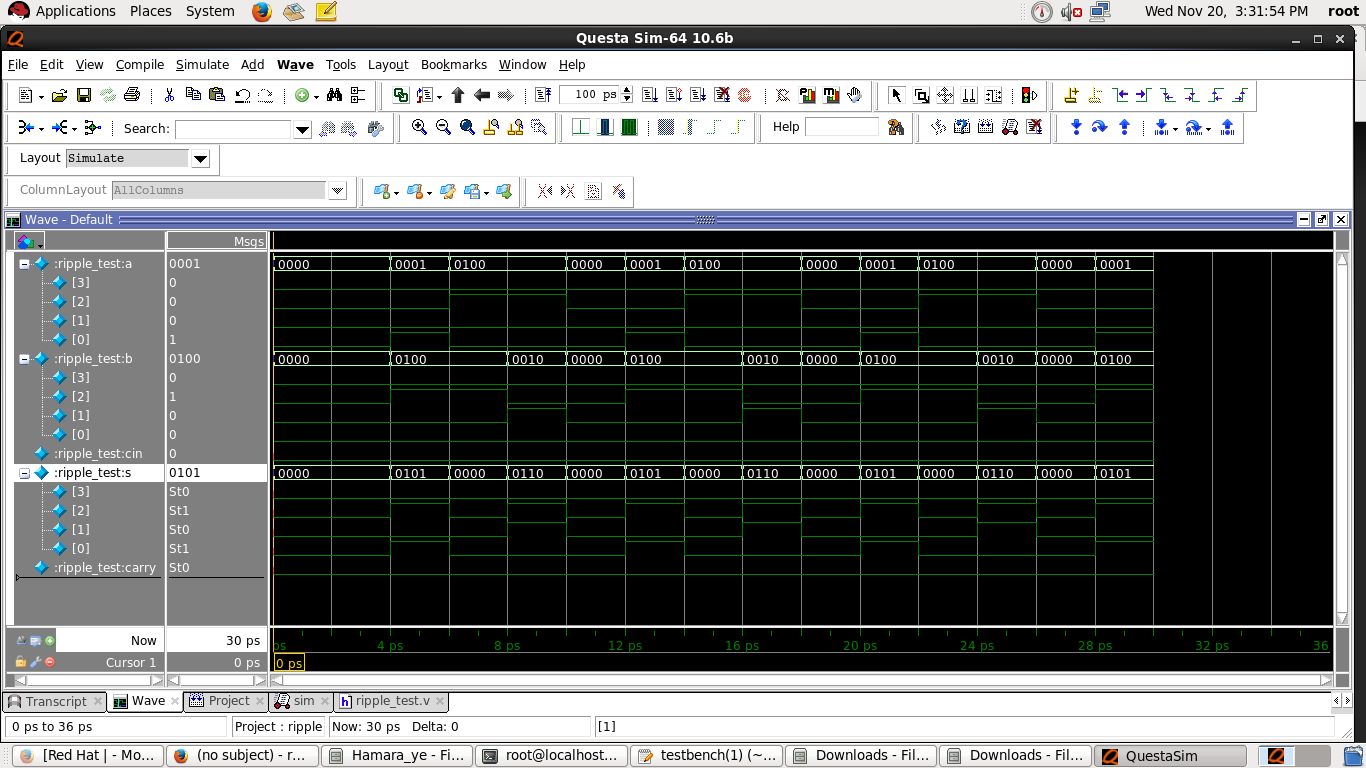 Applications Places System Wed Nov 20, 3:31:54 PM root
Questa Sim-64 10.6b
File Edit View Compile Simulate Add Wave Tools Layout Bookmarks Window Help
100 ps
Search: Help
Layout Simulate
ColumnLayout AllColumns
Wave - Default
Msgs
:ripple_test:a 0001 0000 0001 0100 0000 0001 0100 0000 0001 0100 0000 0001
[3] 0
[2] 0
[1] 0
[0] 1
:ripple_test:b 0100 0000 0100 0010 0000 0100 0010 0000 0100 0010 0000 0100
[3] 0
[2] 1
[1] 0
[0] 0
:ripple_test:cin 0
:ripple_test:s 0101 0000 0101 0000 0110 0000 0101 0000 0110 0000 0101 0000 0110 0000 0101
[3] St0
[2] St1
[1] St0
[0] St1
:ripple_test:carry St0
Now 30 ps ps 4 ps 8 ps 12 ps 16 ps 20 ps 24 ps 28 ps 32 ps 36
Cursor 1 0 ps 0 ps
Transcript Wave Project sim ripple_test.v
0 ps to 36 ps Project : ripple Now: 30 ps Delta: 0 [1]
[Red Hat | - Mo... (no subject) - r... Hamara_ye - Fi... root@localhost... testbench(1) (~... Downloads - Fil... Downloads - Fil... QuestaSim